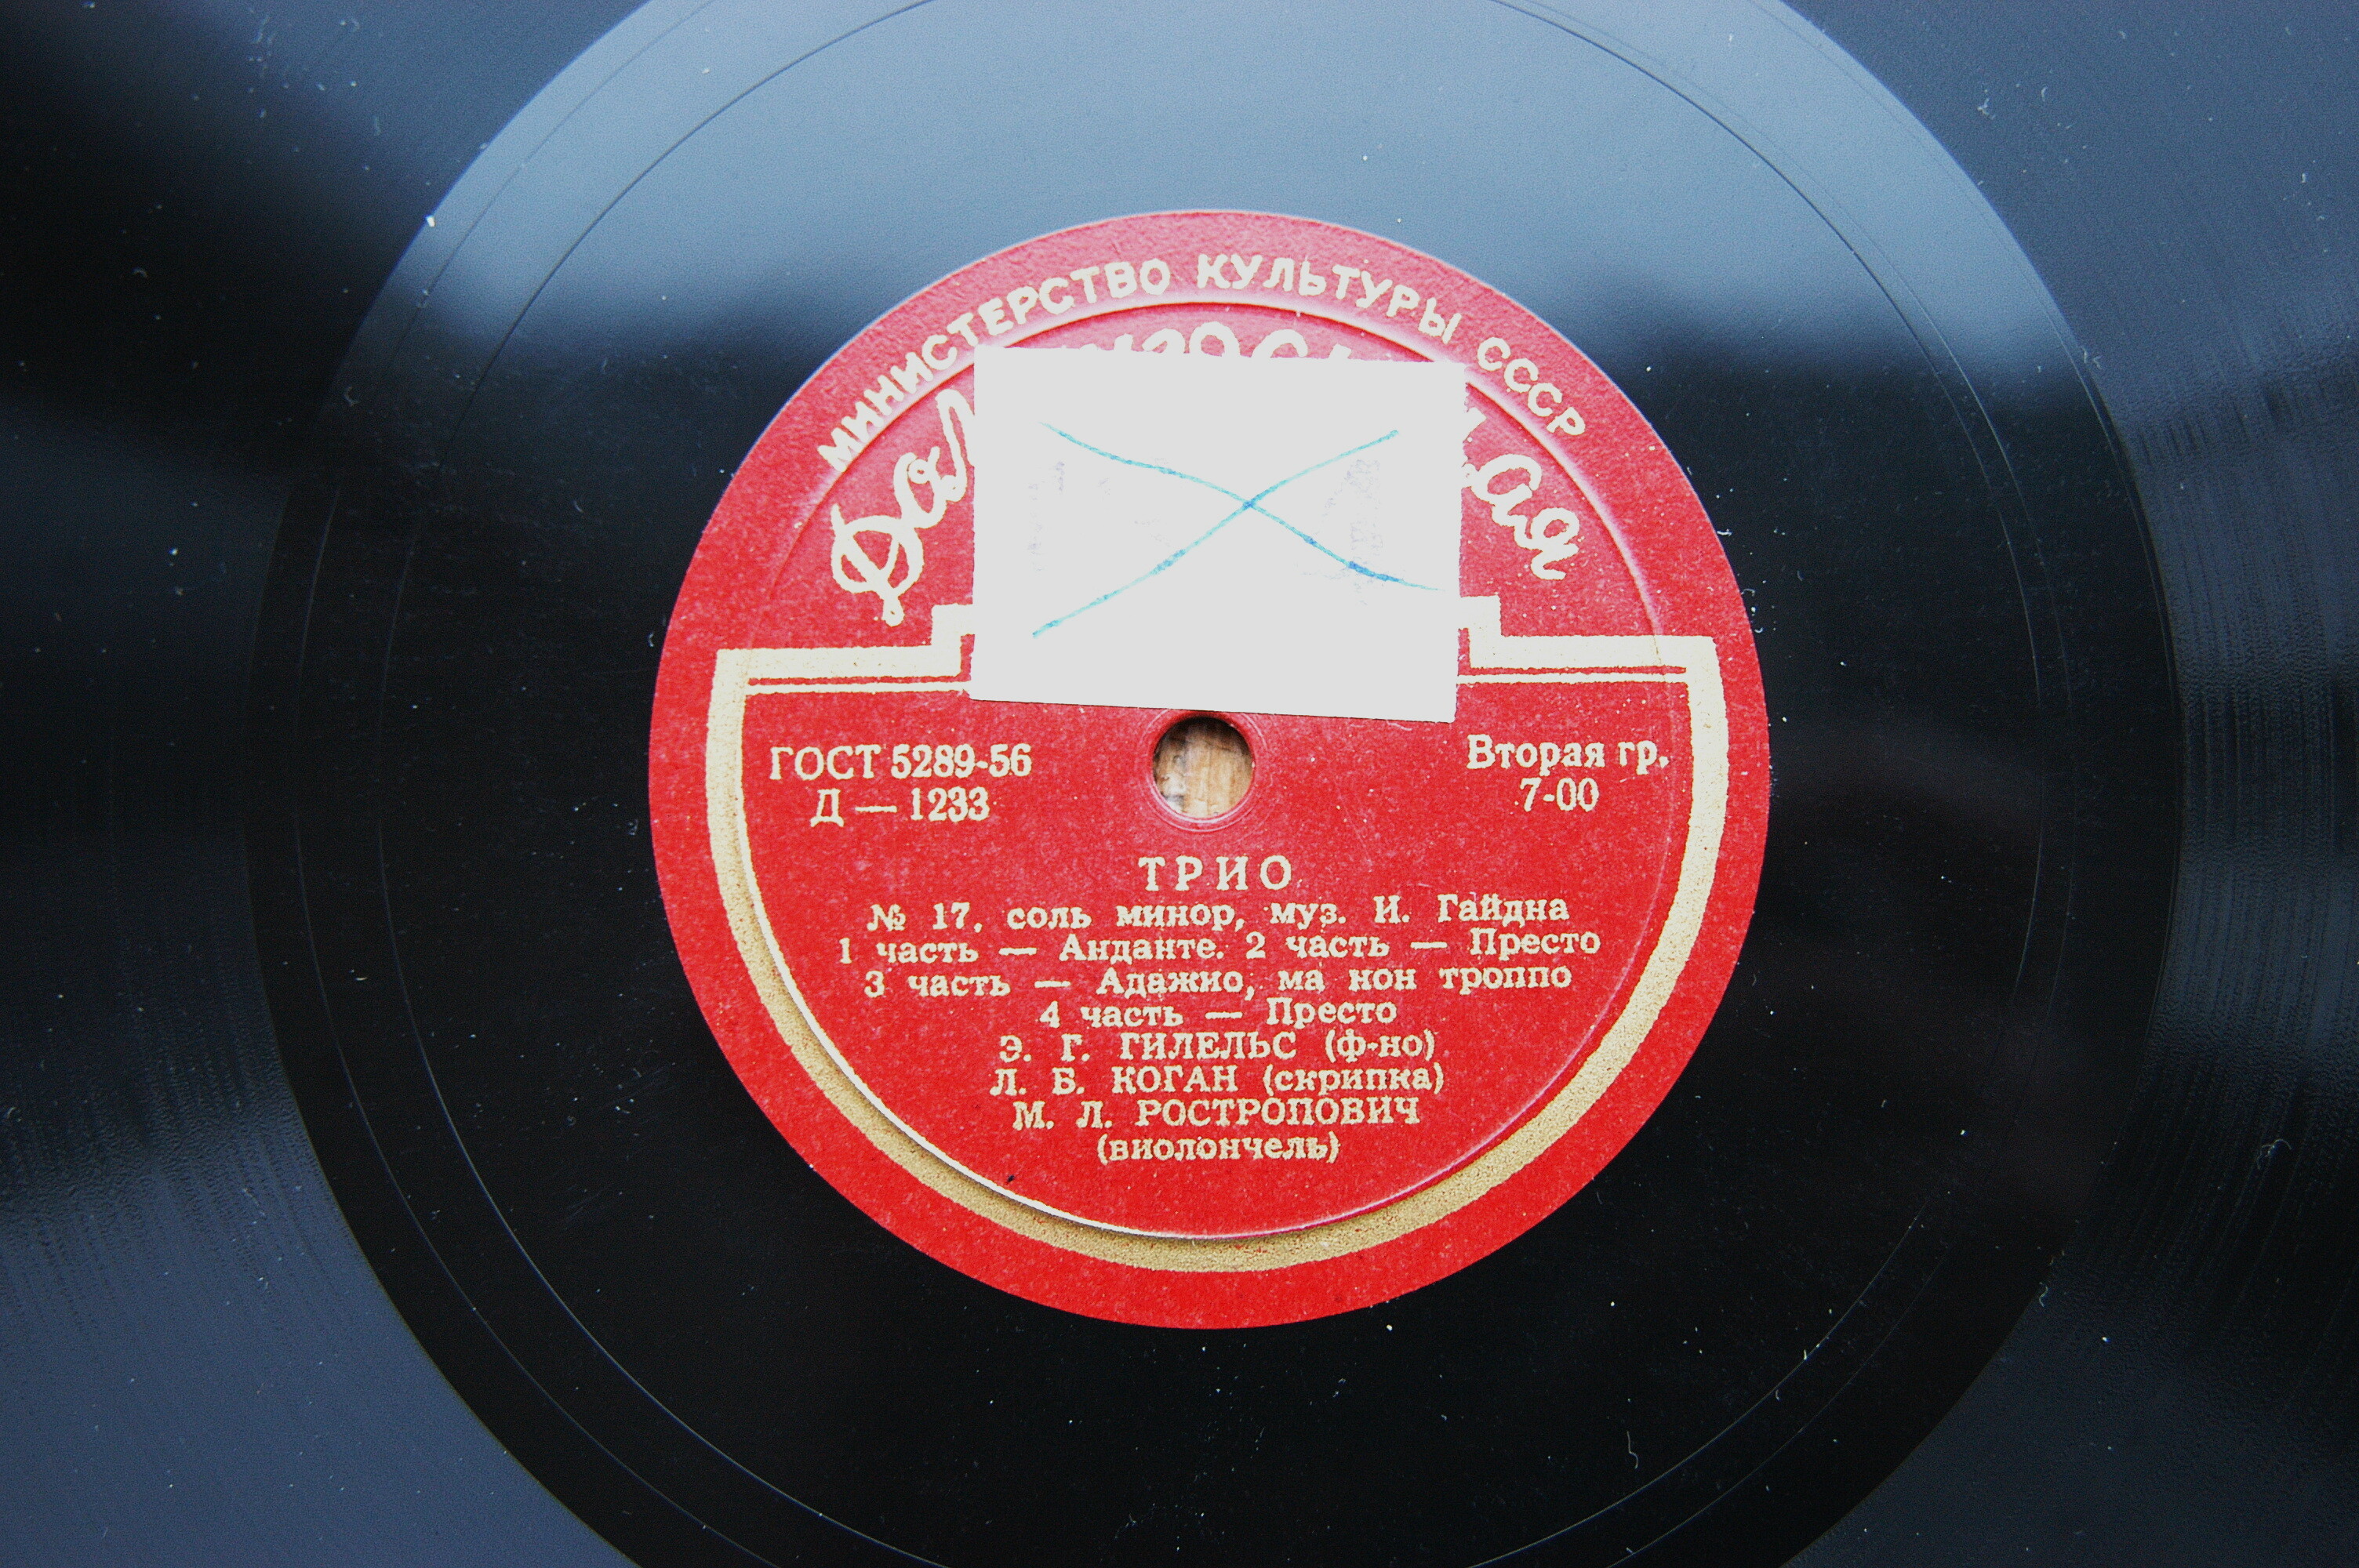 МИНИСТЕРСТВО КУЛЬТУРЫ СССР
ГОСТ 5289-56
Д — 1233
Вторая гр.
7-00
ТРИО
№ 17, соль минор, муз. И. Гайдна
1 часть — Анданте. 2 часть — Престо
3 часть — Адажио, ма нон троппо
4 часть — Престо
Э. Г. ГИЛЕЛЬС (ф-но)
Л. Б. КОГАН (скрипка)
М. Л. РОСТРОПОВИЧ
(виолончель)